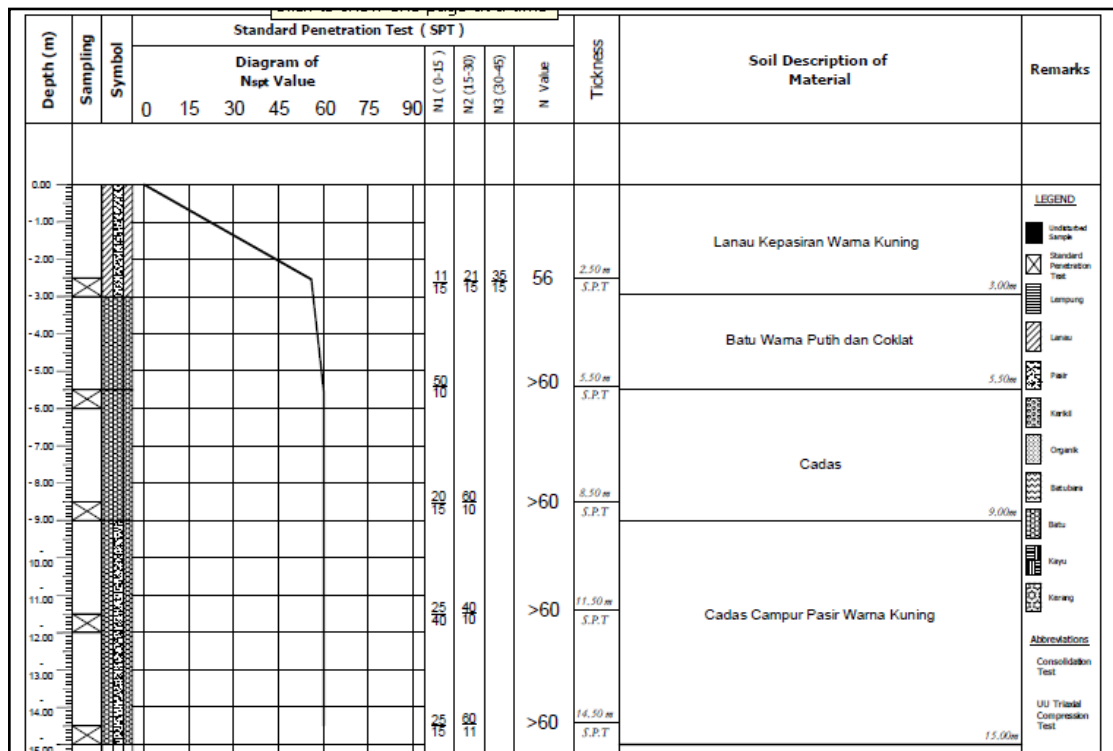 Standard Penetration Test ( SPT )
Depth (m)
Sampling
Symbol
Diagram of
Nspt Value
0 15 30 45 60 75 90
N1 ( 0-15 )
N2 (15-30)
N3 (30-45)
N Value
Tickness
Soil Description of
Material
Remarks
0.00
- 1.00
- 2.00
- 3.00
- 4.00
- 5.00
- 6.00
- 7.00
- 8.00
- 9.00
-
10.00
-
11.00
-
12.00
-
13.00
-
14.00
-
15.00
11/15 21/15 35/15 56 2.50 m
S.P.T
Lanau Kepasiran Warna Kuning
3.00m
Batu Warna Putih dan Coklat
50/10 >60 5.50 m
S.P.T
5.50m
Cadas
20/15 60/10 >60 8.50 m
S.P.T
9.00m
25/40 40/10 >60 11.50 m
S.P.T
Cadas Campur Pasir Warna Kuning
25/15 60/11 >60 14.50 m
S.P.T
15.00m
LEGEND
Undisturbed
Sample
Standard
Penetration
Test
Lempung
Lanau
Pasir
Kerikil
Organik
Batubara
Batu
Kayu
Kerang
Abbreviations
Consolidation
Test
UU Triaxial
Compression
Test